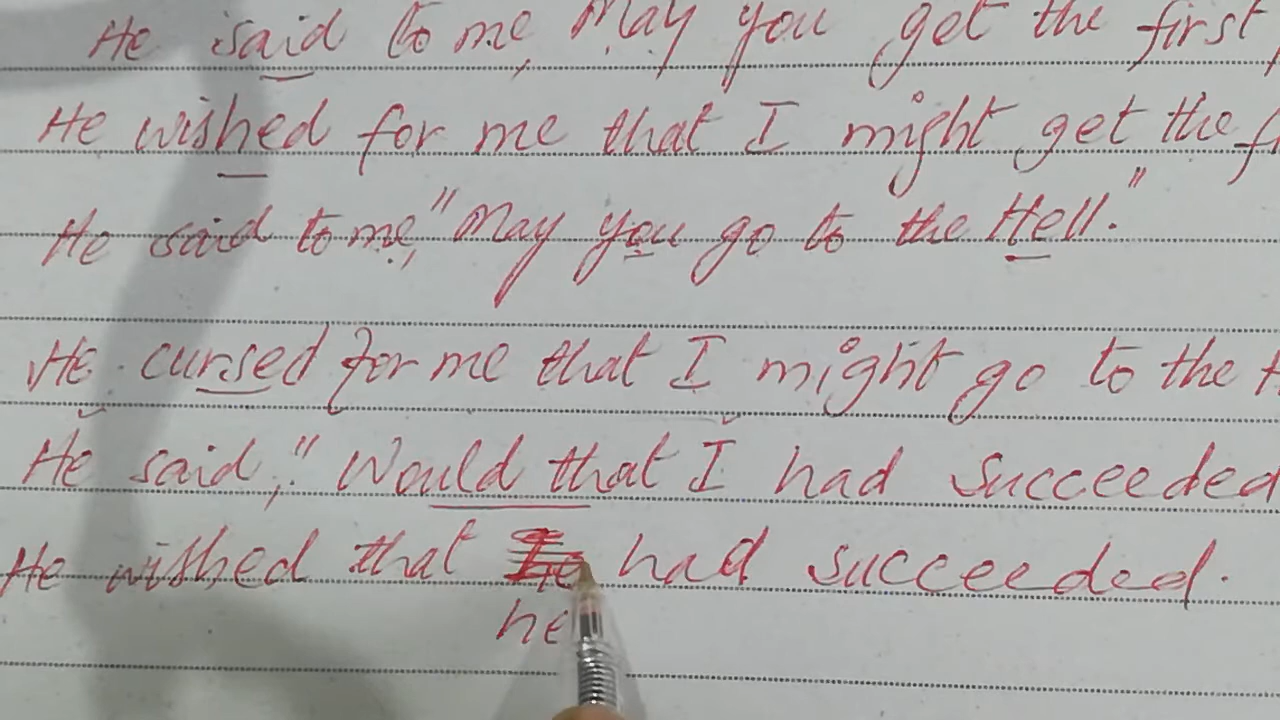 He said to me, May you get the first
He wished for me that I might get the
He said to me, "May you go to the Hell."
He cursed for me that I might go to the
He said, "Would that I had succeeded
He wished that had succeeded.
he